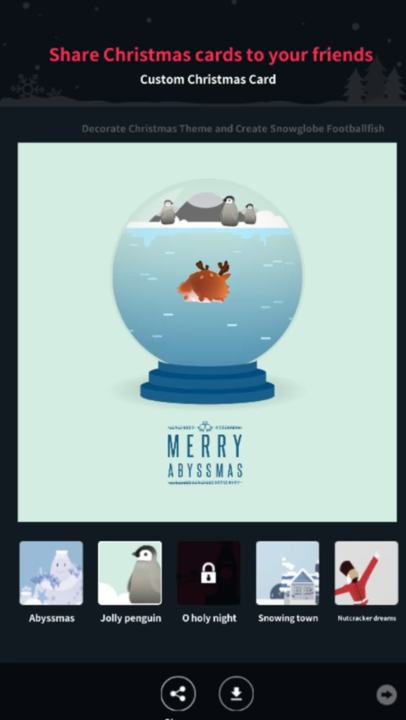 Share Christmas cards to your friends
Custom Christmas Card
Decorate Christmas Theme and Create Snowglobe Footballfish
MERRY
ABYSSMAS
Abyssmas
Jolly penguin
O holy night
Snowing town
Nutcracker dreams